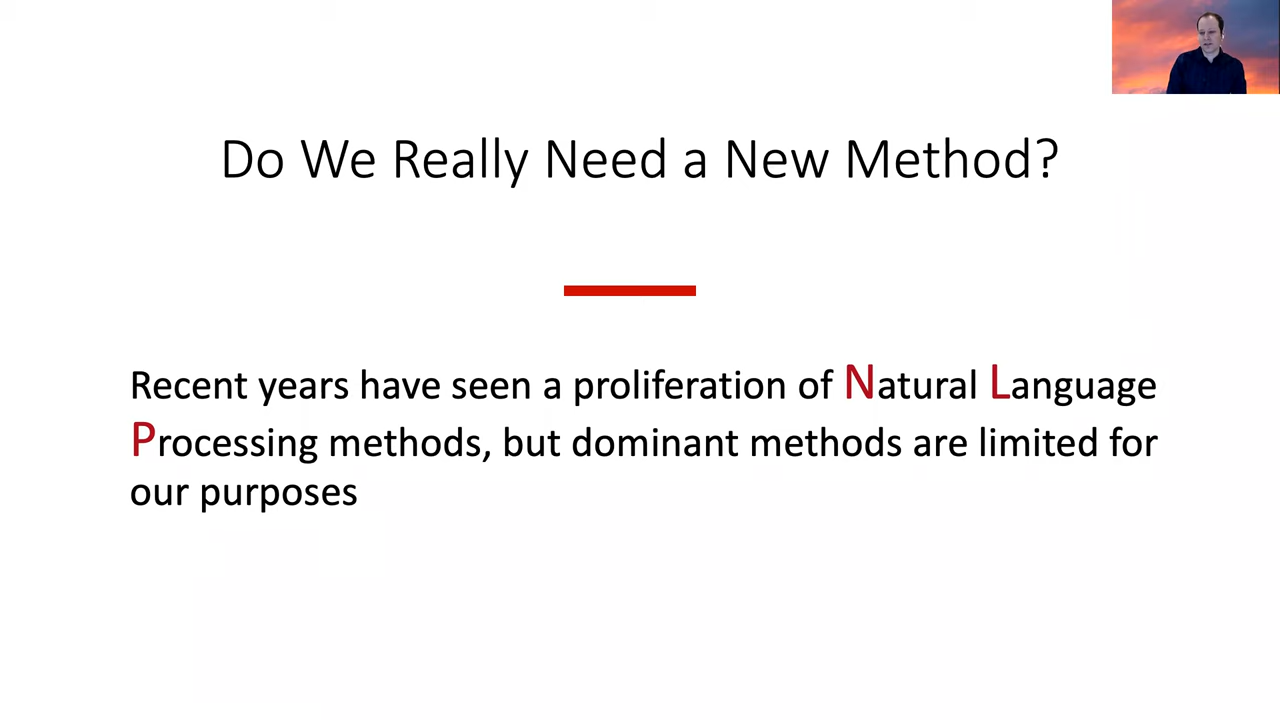 Do We Really Need a New Method?
Recent years have seen a proliferation of Natural Language
Processing methods, but dominant methods are limited for
our purposes